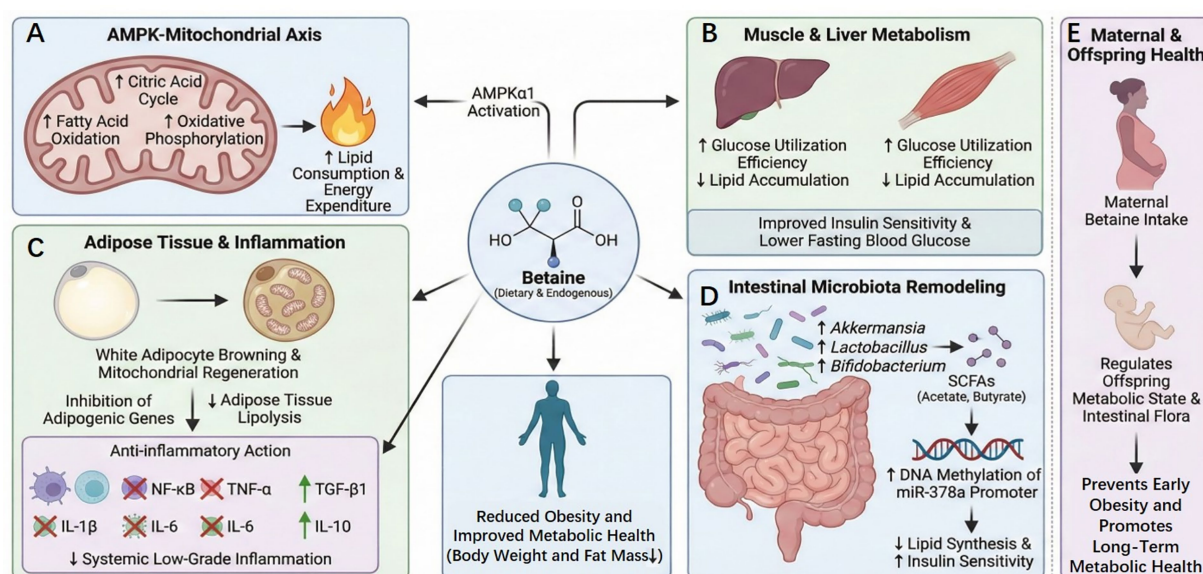 A
AMPK-Mitochondrial Axis
↑ Citric Acid
Cycle
↑ Fatty Acid
Oxidation
↑ Oxidative
Phosphorylation
↑ Lipid
Consumption &
Energy
Expenditure
AMPKα1
Activation
B
Muscle & Liver Metabolism
↑ Glucose Utilization
Efficiency
↓ Lipid Accumulation
↑ Glucose Utilization
Efficiency
↓ Lipid Accumulation
Improved Insulin Sensitivity &
Lower Fasting Blood Glucose
HO
O
OH
Betaine
(Dietary & Endogenous)
C
Adipose Tissue & Inflammation
White Adipocyte Browning &
Mitochondrial Regeneration
Inhibition of
Adipogenic Genes
↓ Adipose Tissue
Lipolysis
Anti-inflammatory Action
NF-κB
TNF-α
↑ TGF-β1
IL-1β
IL-6
IL-6
↑ IL-10
↓ Systemic Low-Grade Inflammation
Reduced Obesity and
Improved Metabolic Health
(Body Weight and Fat Mass↓)
D
Intestinal Microbiota Remodeling
↑ Akkermansia
↑ Lactobacillus
↑ Bifidobacterium
SCFAs
(Acetate, Butyrate)
↑ DNA Methylation of
miR-378a Promoter
↓ Lipid Synthesis &
↑ Insulin Sensitivity
E
Maternal &
Offspring Health
Maternal
Betaine Intake
Regulates
Offspring
Metabolic State &
Intestinal Flora
Prevents Early
Obesity and
Promotes
Long-Term
Metabolic Health